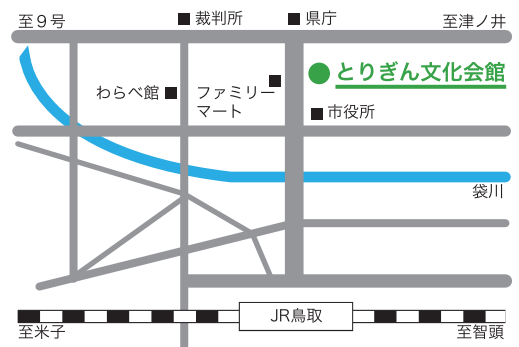 至９号
裁判所
県庁
至津ノ井
とりぎん文化会館
わらべ館
ファミリー
マート
市役所
袋川
JR鳥取
至米子
至智頭